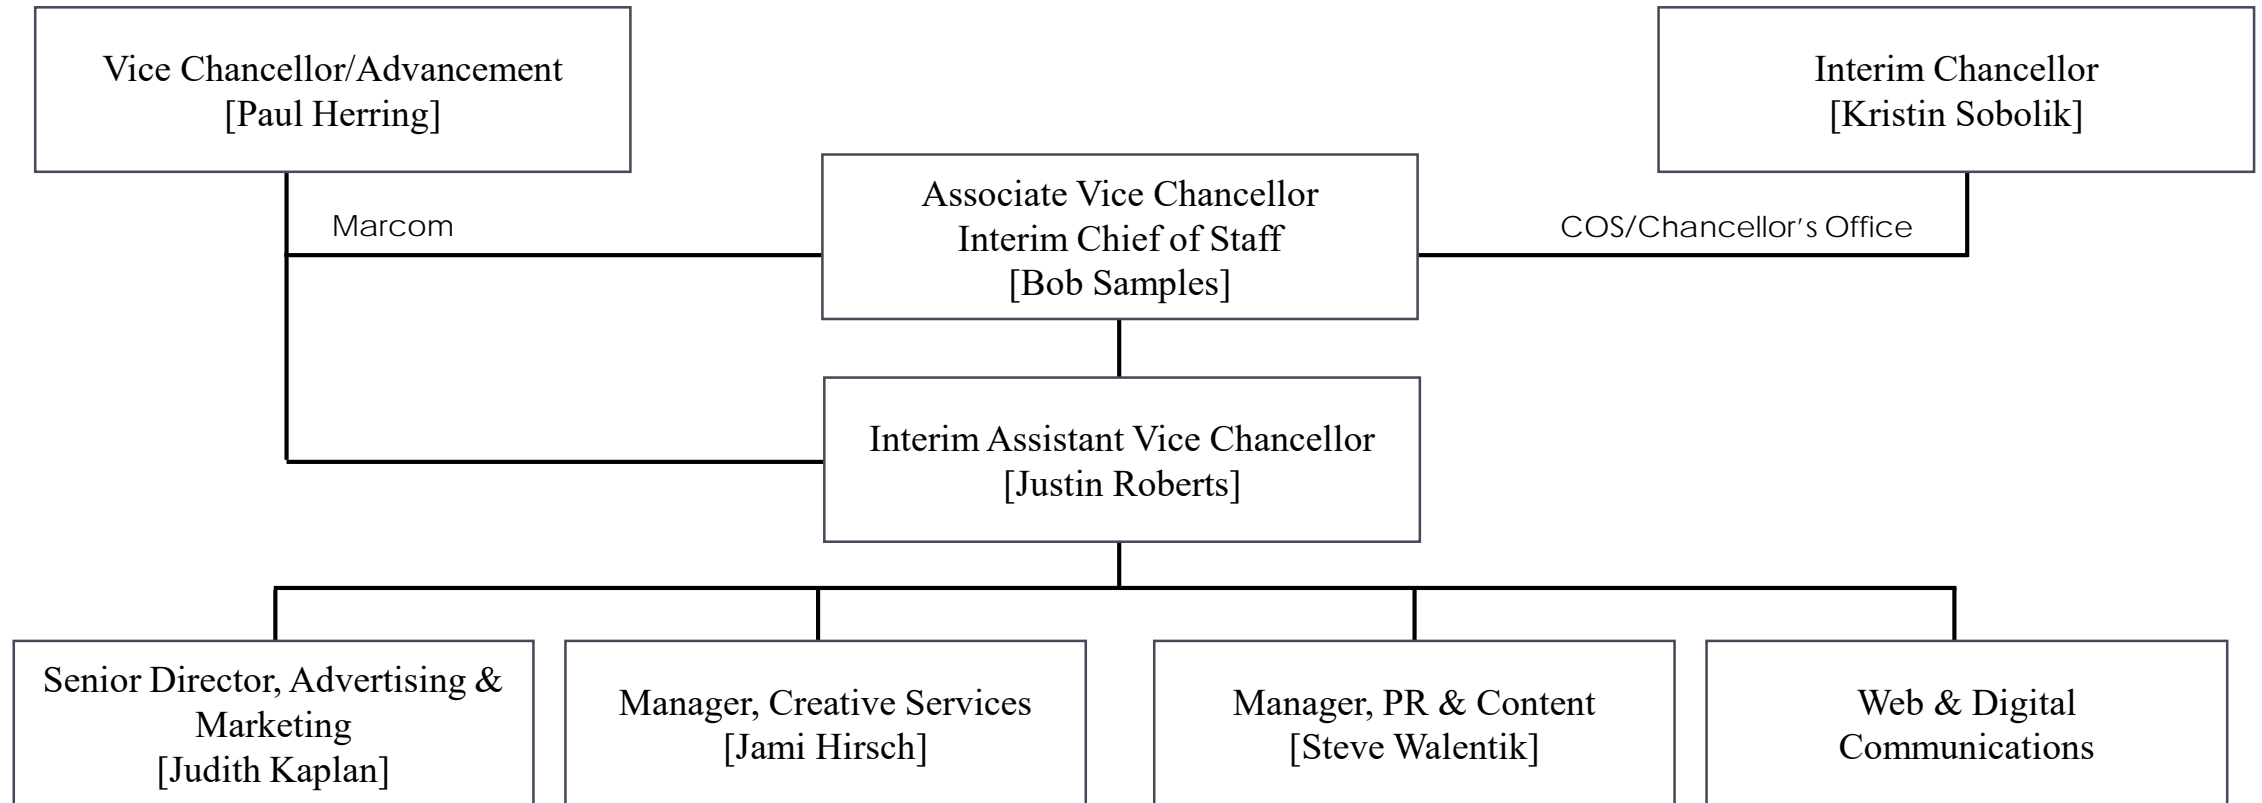 Vice Chancellor/Advancement
[Paul Herring]
Interim Chancellor
[Kristin Sobolik]
Associate Vice Chancellor
Interim Chief of Staff
[Bob Samples]
Marcom
COS/Chancellor's Office
Interim Assistant Vice Chancellor
[Justin Roberts]
Senior Director, Advertising &
Marketing
[Judith Kaplan]
Manager, Creative Services
[Jami Hirsch]
Manager, PR & Content
[Steve Walentik]
Web & Digital
Communications